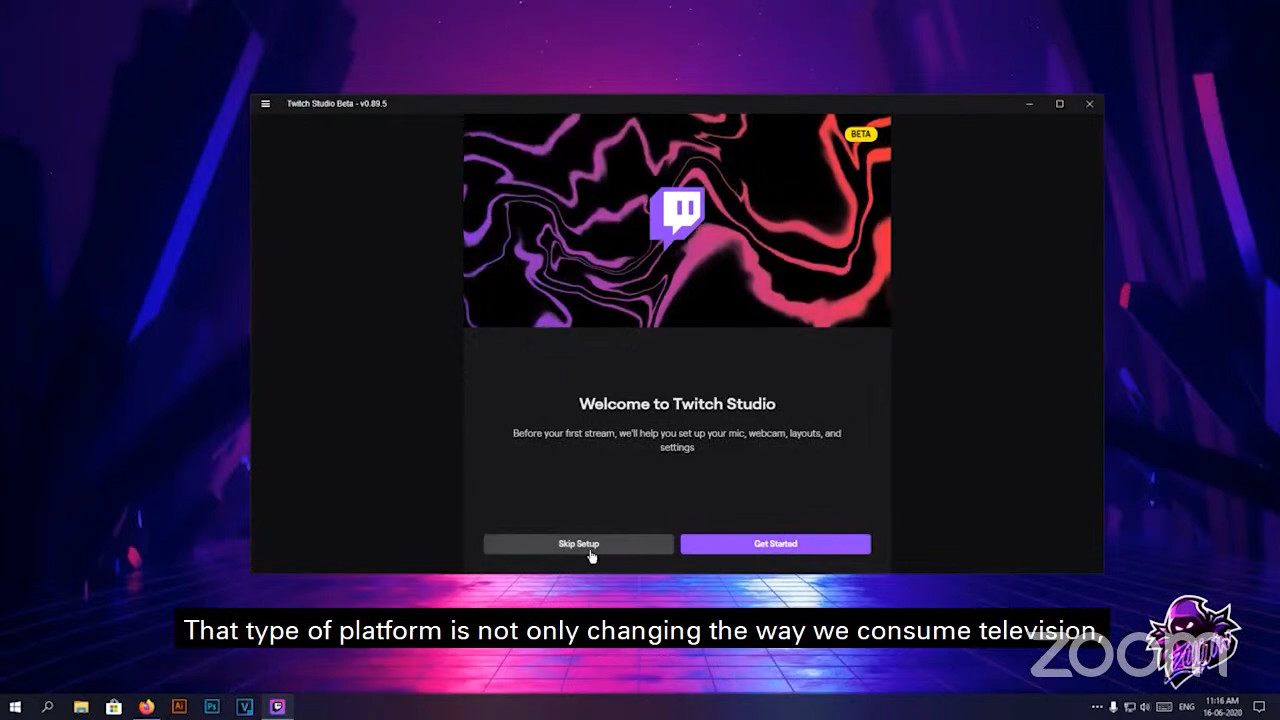 Twitch Studio Beta - v0.89.5
BETA
Welcome to Twitch Studio
Before your first stream, we'll help you set up your mic, webcam, layouts, and
settings
Skip Setup
Get Started
That type of platform is not only changing the way we consume television,
zoom
Ai
Ps
V
ENG
11:16 AM
16-06-2020